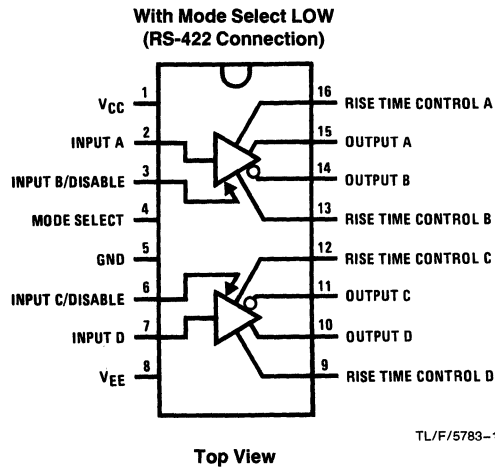 With Mode Select LOW
(RS-422 Connection)
1
VCC
2
INPUT A
3
INPUT B/DISABLE
4
MODE SELECT
5
GND
6
INPUT C/DISABLE
7
INPUT D
8
VEE
16
RISE TIME CONTROL A
15
OUTPUT A
14
OUTPUT B
13
RISE TIME CONTROL B
12
RISE TIME CONTROL C
11
OUTPUT C
10
OUTPUT D
9
RISE TIME CONTROL D
TL/F/5783–1
Top View